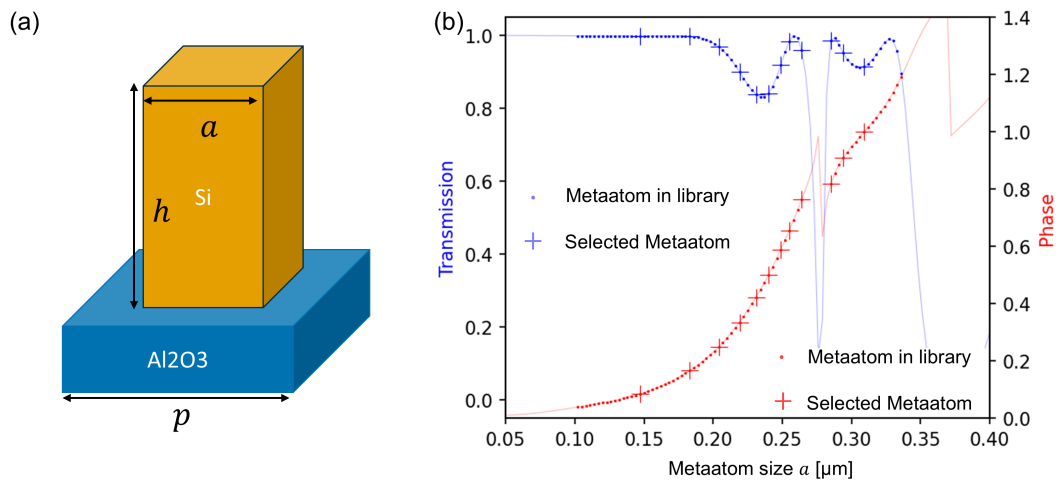 (a)
a
Si
h
Al2O3
p
(b)
1.0
0.8
0.6
0.4
0.2
0.0
Transmission
1.4
1.2
1.0
0.8
0.6
0.4
0.2
0.0
Phase
Metaatom in library
Selected Metaatom
Metaatom in library
Selected Metaatom
0.05 0.10 0.15 0.20 0.25 0.30 0.35 0.40
Metaatom size a [μm]